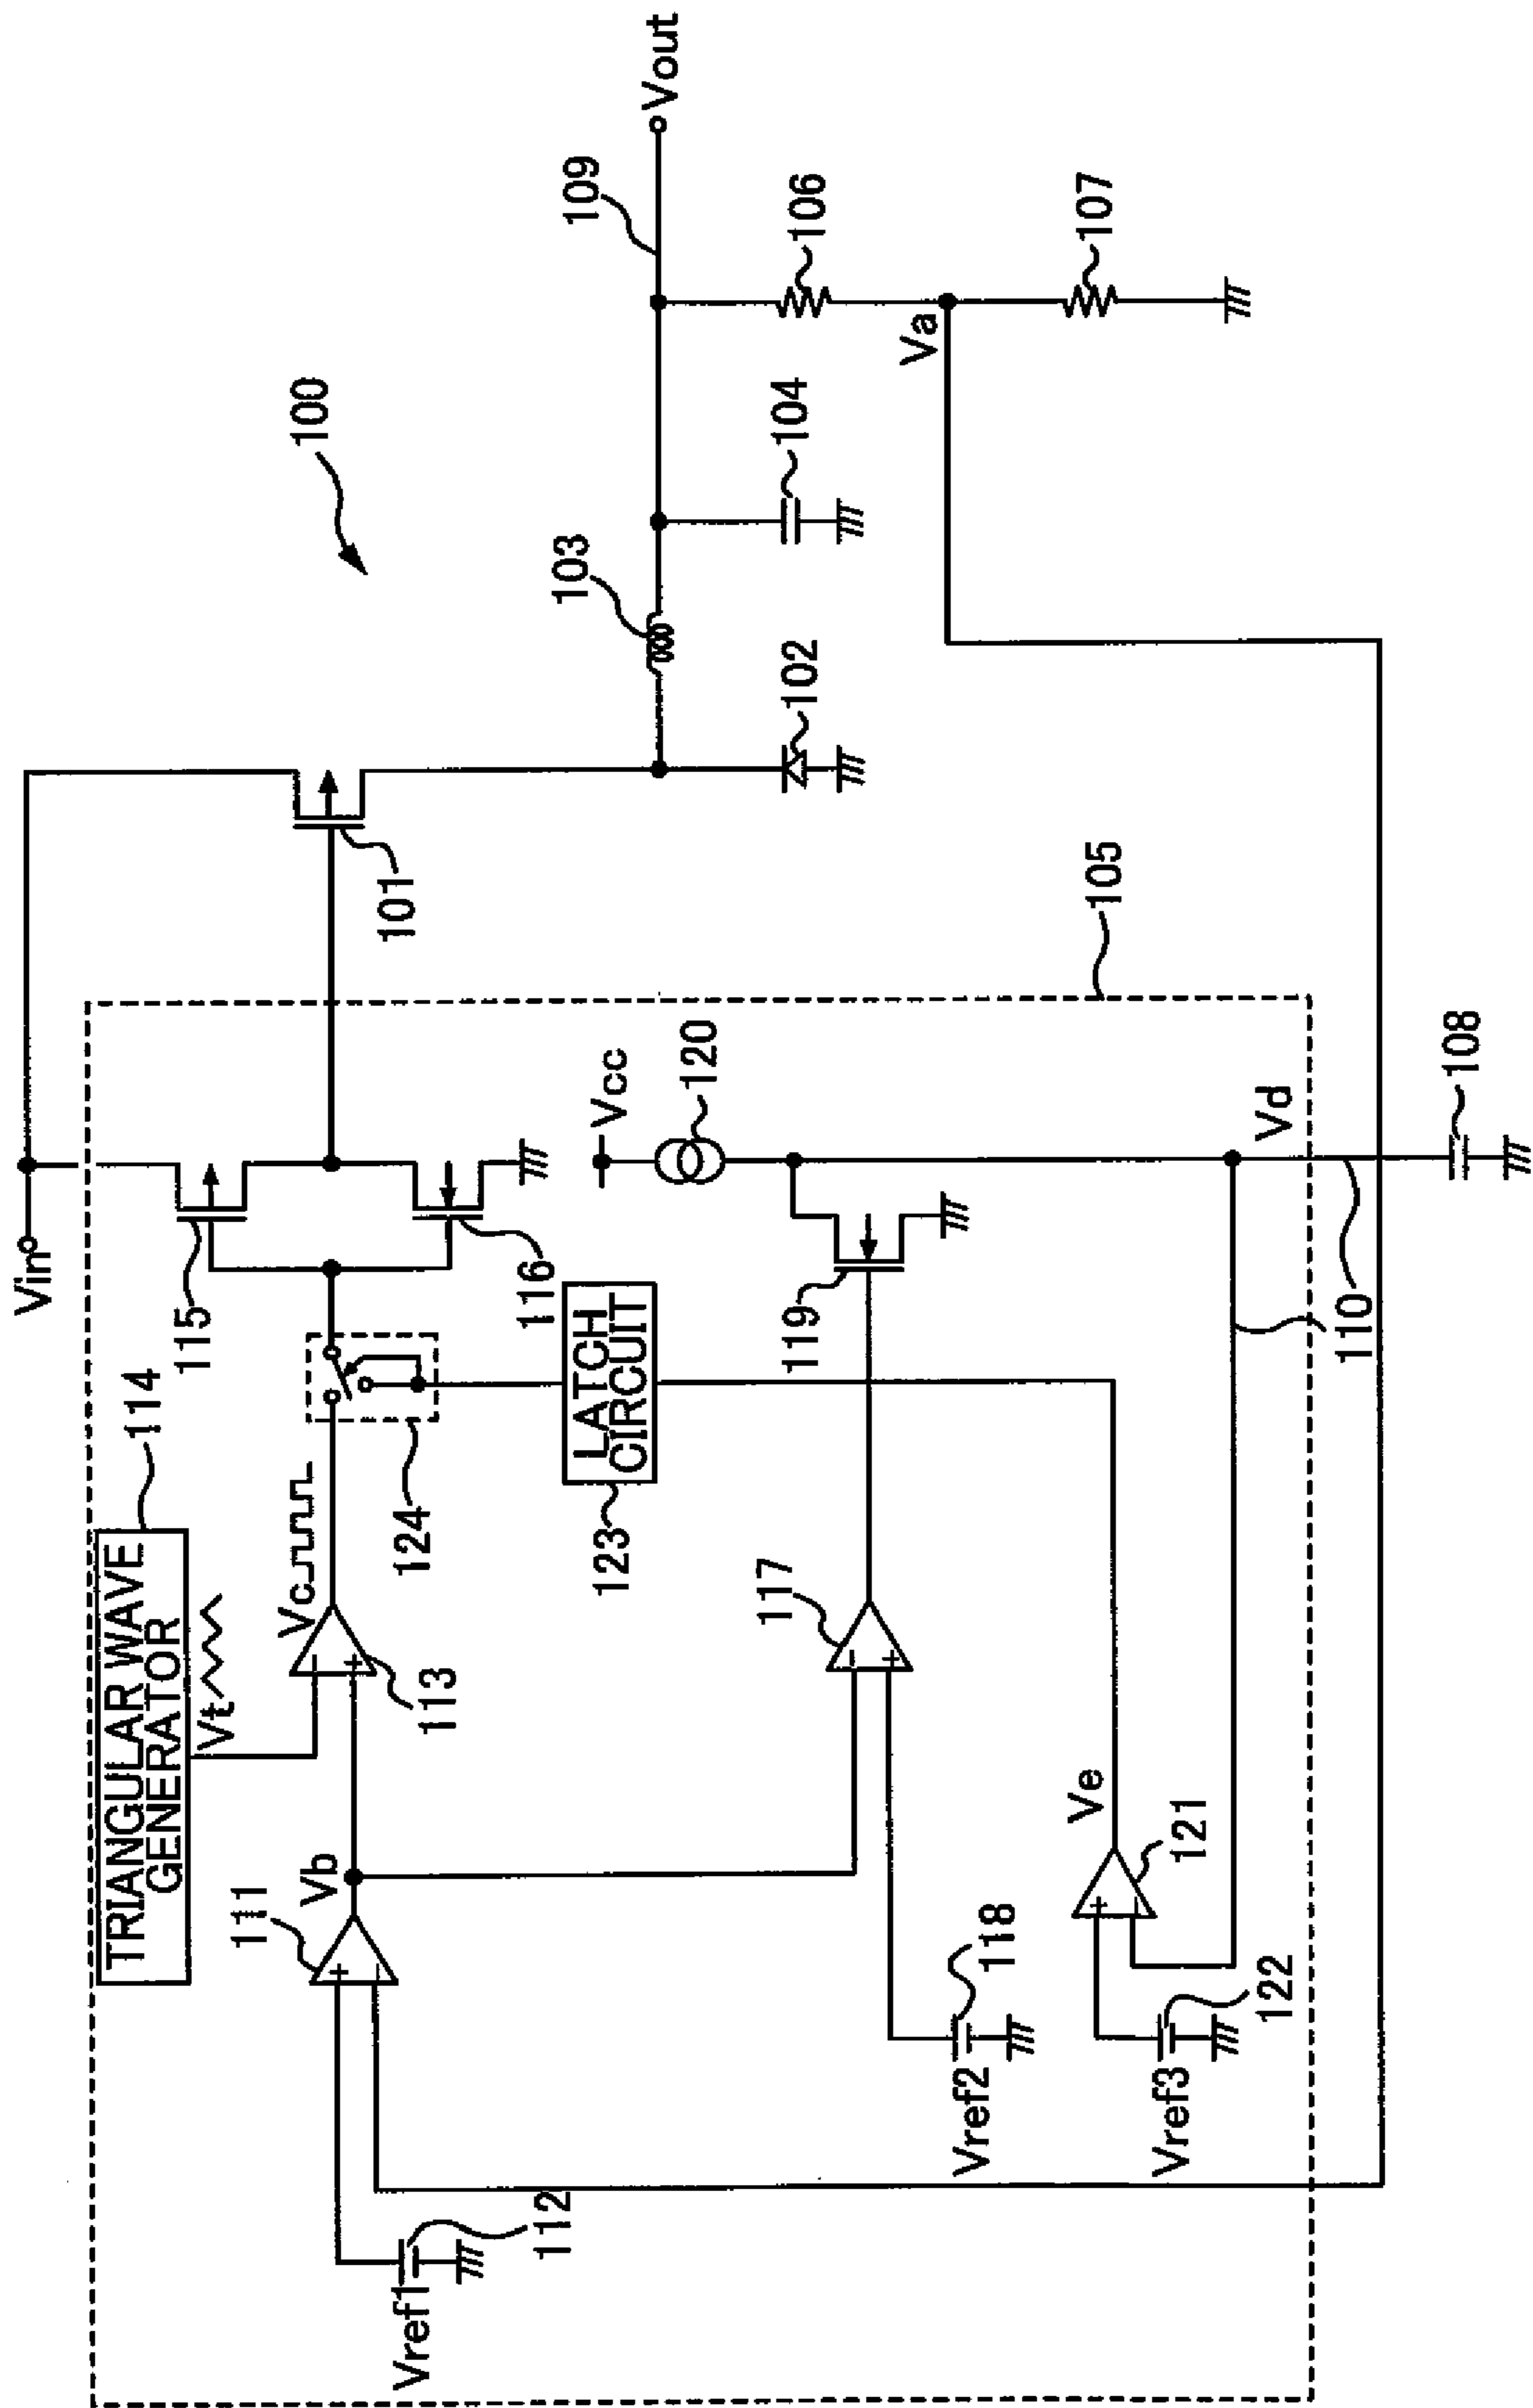 100
Vin
114
TRIANGULAR WAVE
GENERATOR
Vt
115
101
109
Vout
111
Vb
Vc
113
124
116
103
102
104
106
Va
107
Vref1
112
LATCH
CIRCUIT
123
Vcc
120
119
117
105
Vref2
118
Ve
121
Vref3
122
Vd
110
108